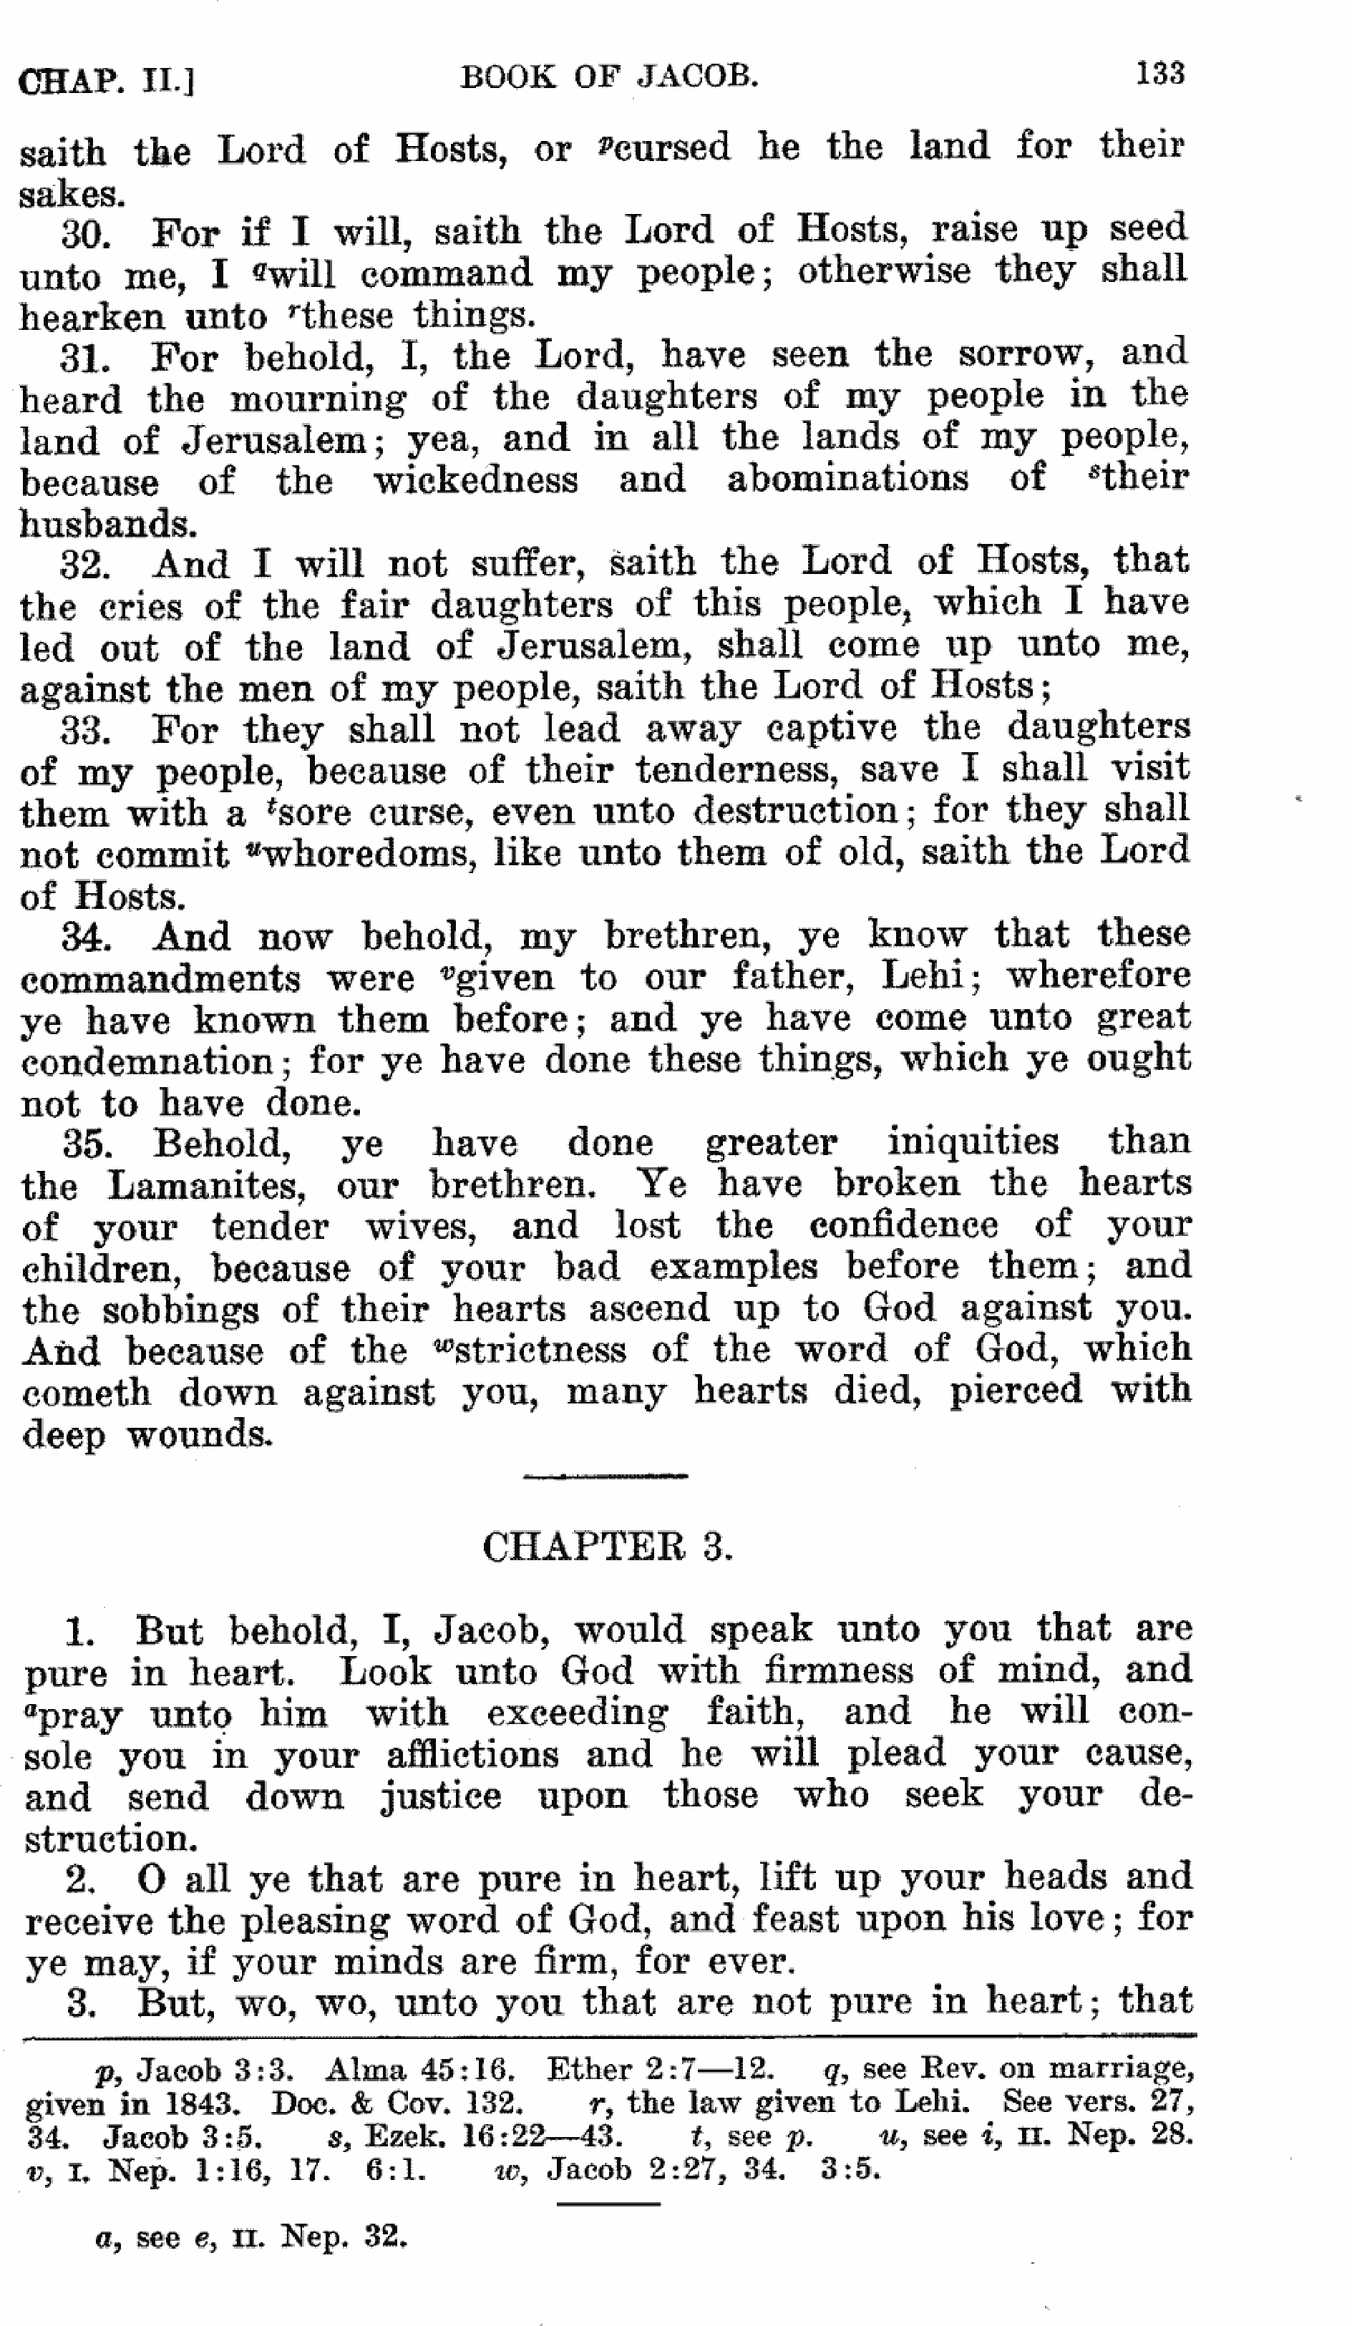 CHAP. II.] BOOK OF JACOB. 133
saith the Lord of Hosts, or pcursed he the land for their
sakes.
30. For if I will, saith the Lord of Hosts, raise up seed
unto me, I qwill command my people; otherwise they shall
hearken unto rthese things.
31. For behold, I, the Lord, have seen the sorrow, and
heard the mourning of the daughters of my people in the
land of Jerusalem; yea, and in all the lands of my people,
because of the wickedness and abominations of stheir
husbands.
32. And I will not suffer, saith the Lord of Hosts, that
the cries of the fair daughters of this people, which I have
led out of the land of Jerusalem, shall come up unto me,
against the men of my people, saith the Lord of Hosts;
33. For they shall not lead away captive the daughters
of my people, because of their tenderness, save I shall visit
them with a tsore curse, even unto destruction; for they shall
not commit uwhoredoms, like unto them of old, saith the Lord
of Hosts.
34. And now behold, my brethren, ye know that these
commandments were vgiven to our father, Lehi; wherefore
ye have known them before; and ye have come unto great
condemnation; for ye have done these things, which ye ought
not to have done.
35. Behold, ye have done greater iniquities than
the Lamanites, our brethren. Ye have broken the hearts
of your tender wives, and lost the confidence of your
children, because of your bad examples before them; and
the sobbings of their hearts ascend up to God against you.
And because of the wstrictness of the word of God, which
cometh down against you, many hearts died, pierced with
deep wounds.
CHAPTER 3.
1. But behold, I, Jacob, would speak unto you that are
pure in heart. Look unto God with firmness of mind, and
apray unto him with exceeding faith, and he will con-
sole you in your afflictions and he will plead your cause,
and send down justice upon those who seek your de-
struction.
2. O all ye that are pure in heart, lift up your heads and
receive the pleasing word of God, and feast upon his love; for
ye may, if your minds are firm, for ever.
3. But, wo, wo, unto you that are not pure in heart; that
p, Jacob 3:3. Alma 45:16. Ether 2:7—12. q, see Rev. on marriage,
given in 1843. Doc. & Cov. 132. r, the law given to Lehi. See vers. 27,
34. Jacob 3:5. s, Ezek. 16:22—43. t, see p. u, see i, II. Nep. 28.
v, I. Nep. 1:16, 17. 6:1. w, Jacob 2:27, 34. 3:5.
a, see e, II. Nep. 32.